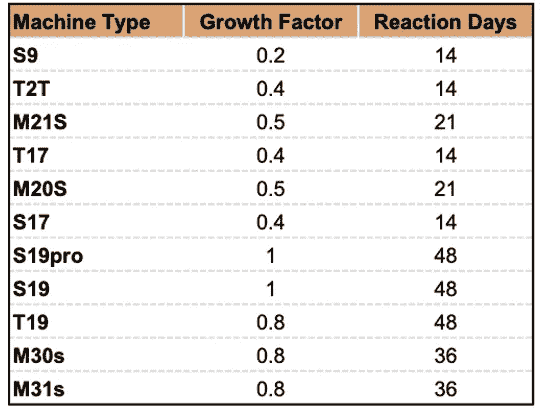 Machine Type Growth Factor Reaction Days
S9 0.2 14
T2T 0.4 14
M21S 0.5 21
T17 0.4 14
M20S 0.5 21
S17 0.4 14
S19pro 1 48
S19 1 48
T19 0.8 48
M30s 0.8 36
M31s 0.8 36